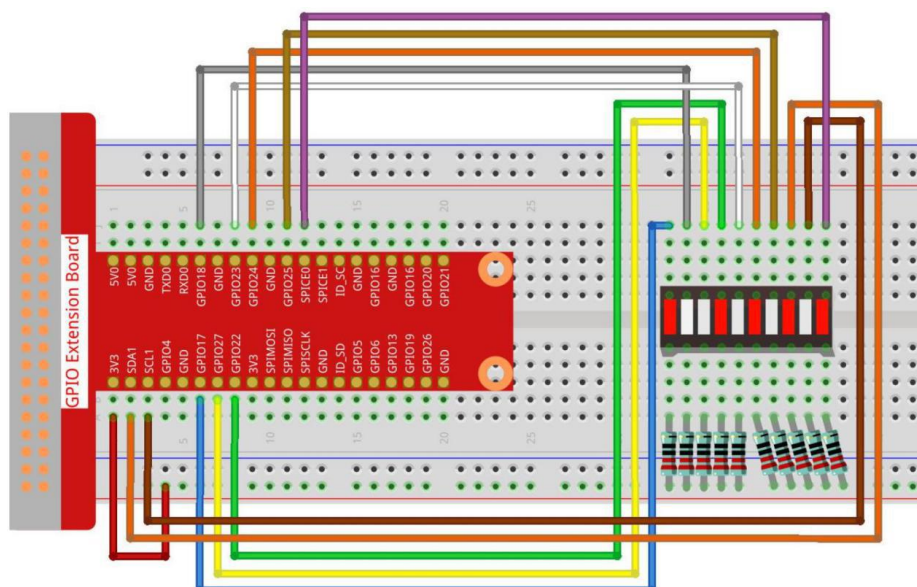 GPIO Extension Board
1
5
10
15
20
25
5V0
5V0
GND
TXD0
RXD0
GPIO18
GND
GPIO23
GPIO24
GND
GPIO25
SPICE0
SPICE1
ID_SC
GND
GPIO16
GND
GPIO16
GPIO20
GPIO21
3V3
SDA1
SCL1
GPIO4
GND
GPIO17
GPIO27
GPIO22
3V3
SPIMOSI
SPIMISO
SPISCLK
GND
ID_SD
GPIO5
GPIO6
GPIO13
GPIO19
GPIO26
GND
5
10
15
20
25